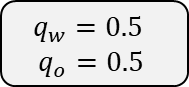 q_w = 0.5
q_o = 0.5